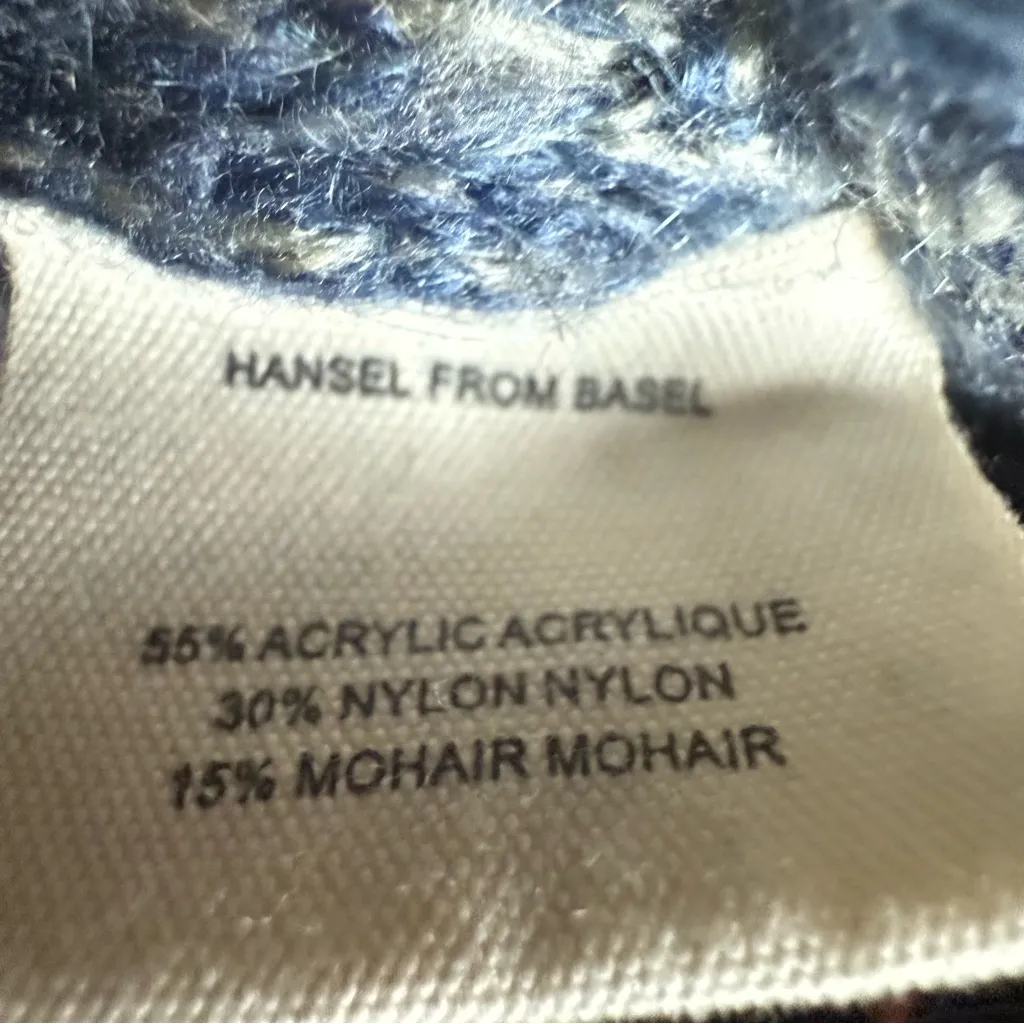 HANSEL FROM BASEL
55% ACRYLIC ACRYLIQUE
30% NYLON NYLON
15% MOHAIR MOHAIR